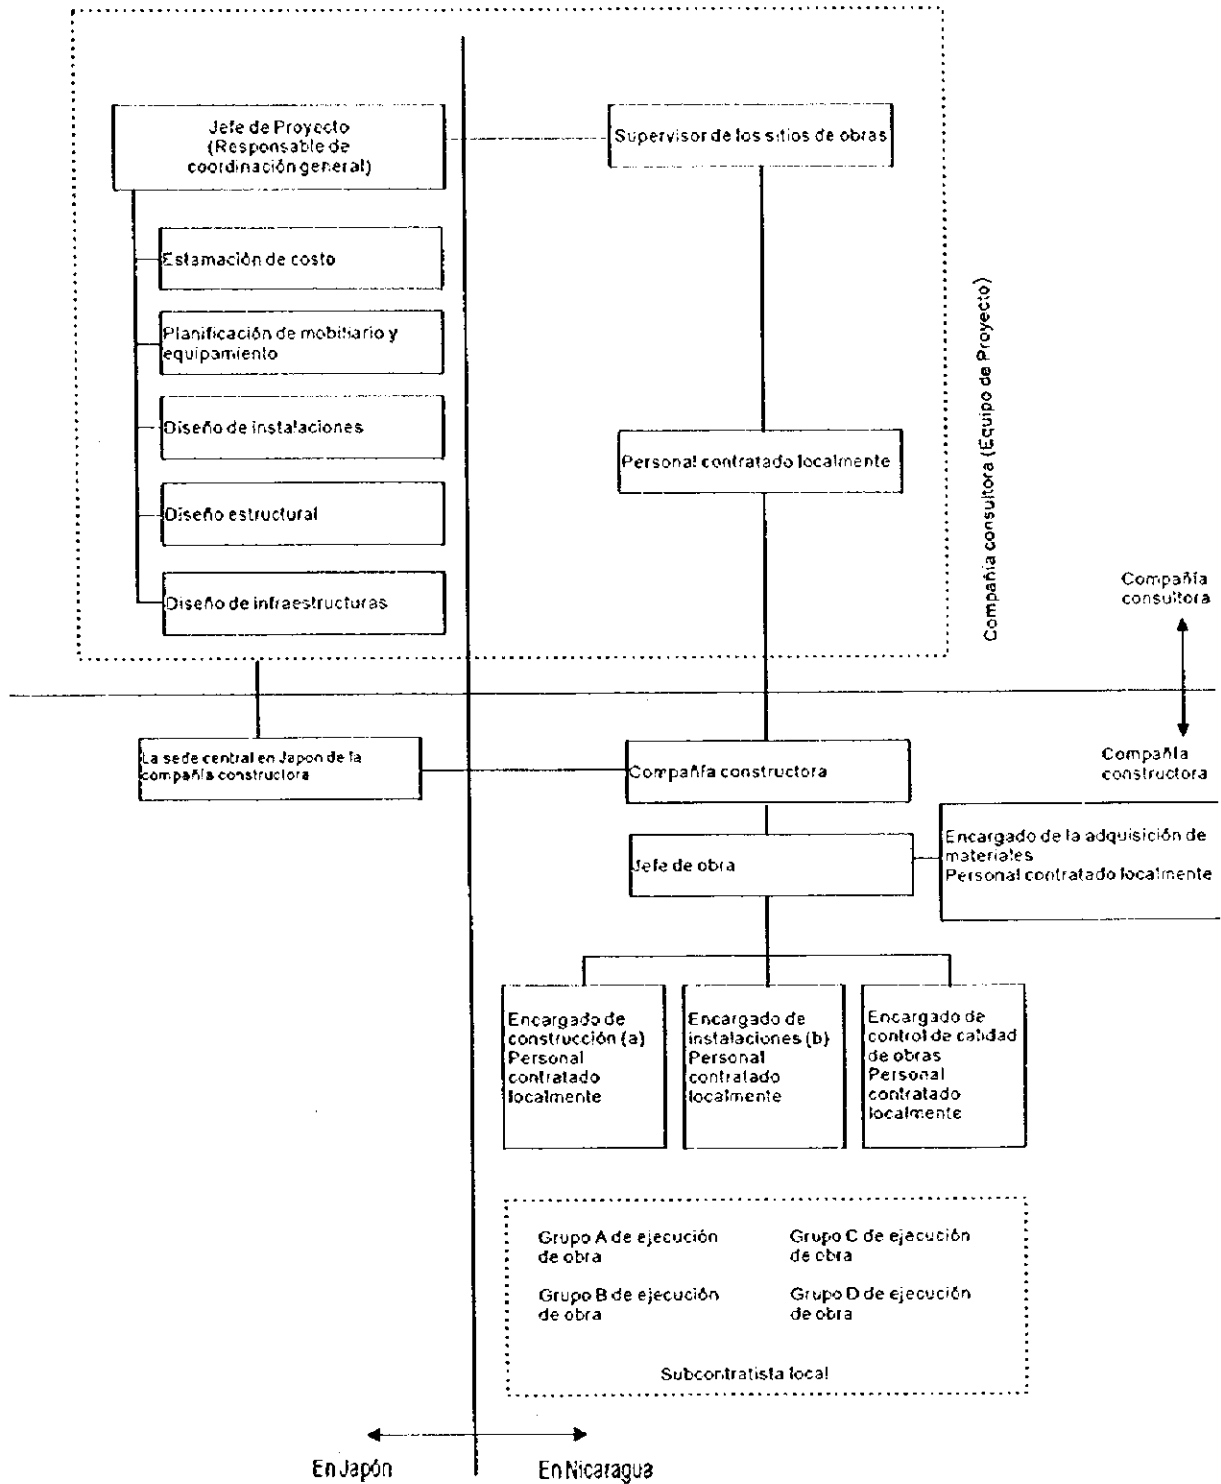 Jefe de Proyecto
(Responsable de
coordinación general)
Supervisor de los sitios de obras
Estamación de costo
Planificación de mobiliario y
equipamiento
Diseño de instalaciones
Personal contratado localmente
Diseño estructural
Diseño de infraestructuras
Compañía consultora (Equipo de Proyecto)
Compañía
consultora
La sede central en Japon de la
compañía constructora
Compañía constructora
Compañía
constructora
Jefe de obra
Encargado de la adquisición de
materiales
Personal contratado localmente
Encargado de
construcción (a)
Personal
contratado
localmente
Encargado de
instalaciones (b)
Personal
contratado
localmente
Encargado de
control de calidad
de obras
Personal
contratado
localmente
Grupo A de ejecución
de obra
Grupo C de ejecución
de obra
Grupo B de ejecución
de obra
Grupo D de ejecución
de obra
Subcontratista local
En Japón
En Nicaragua